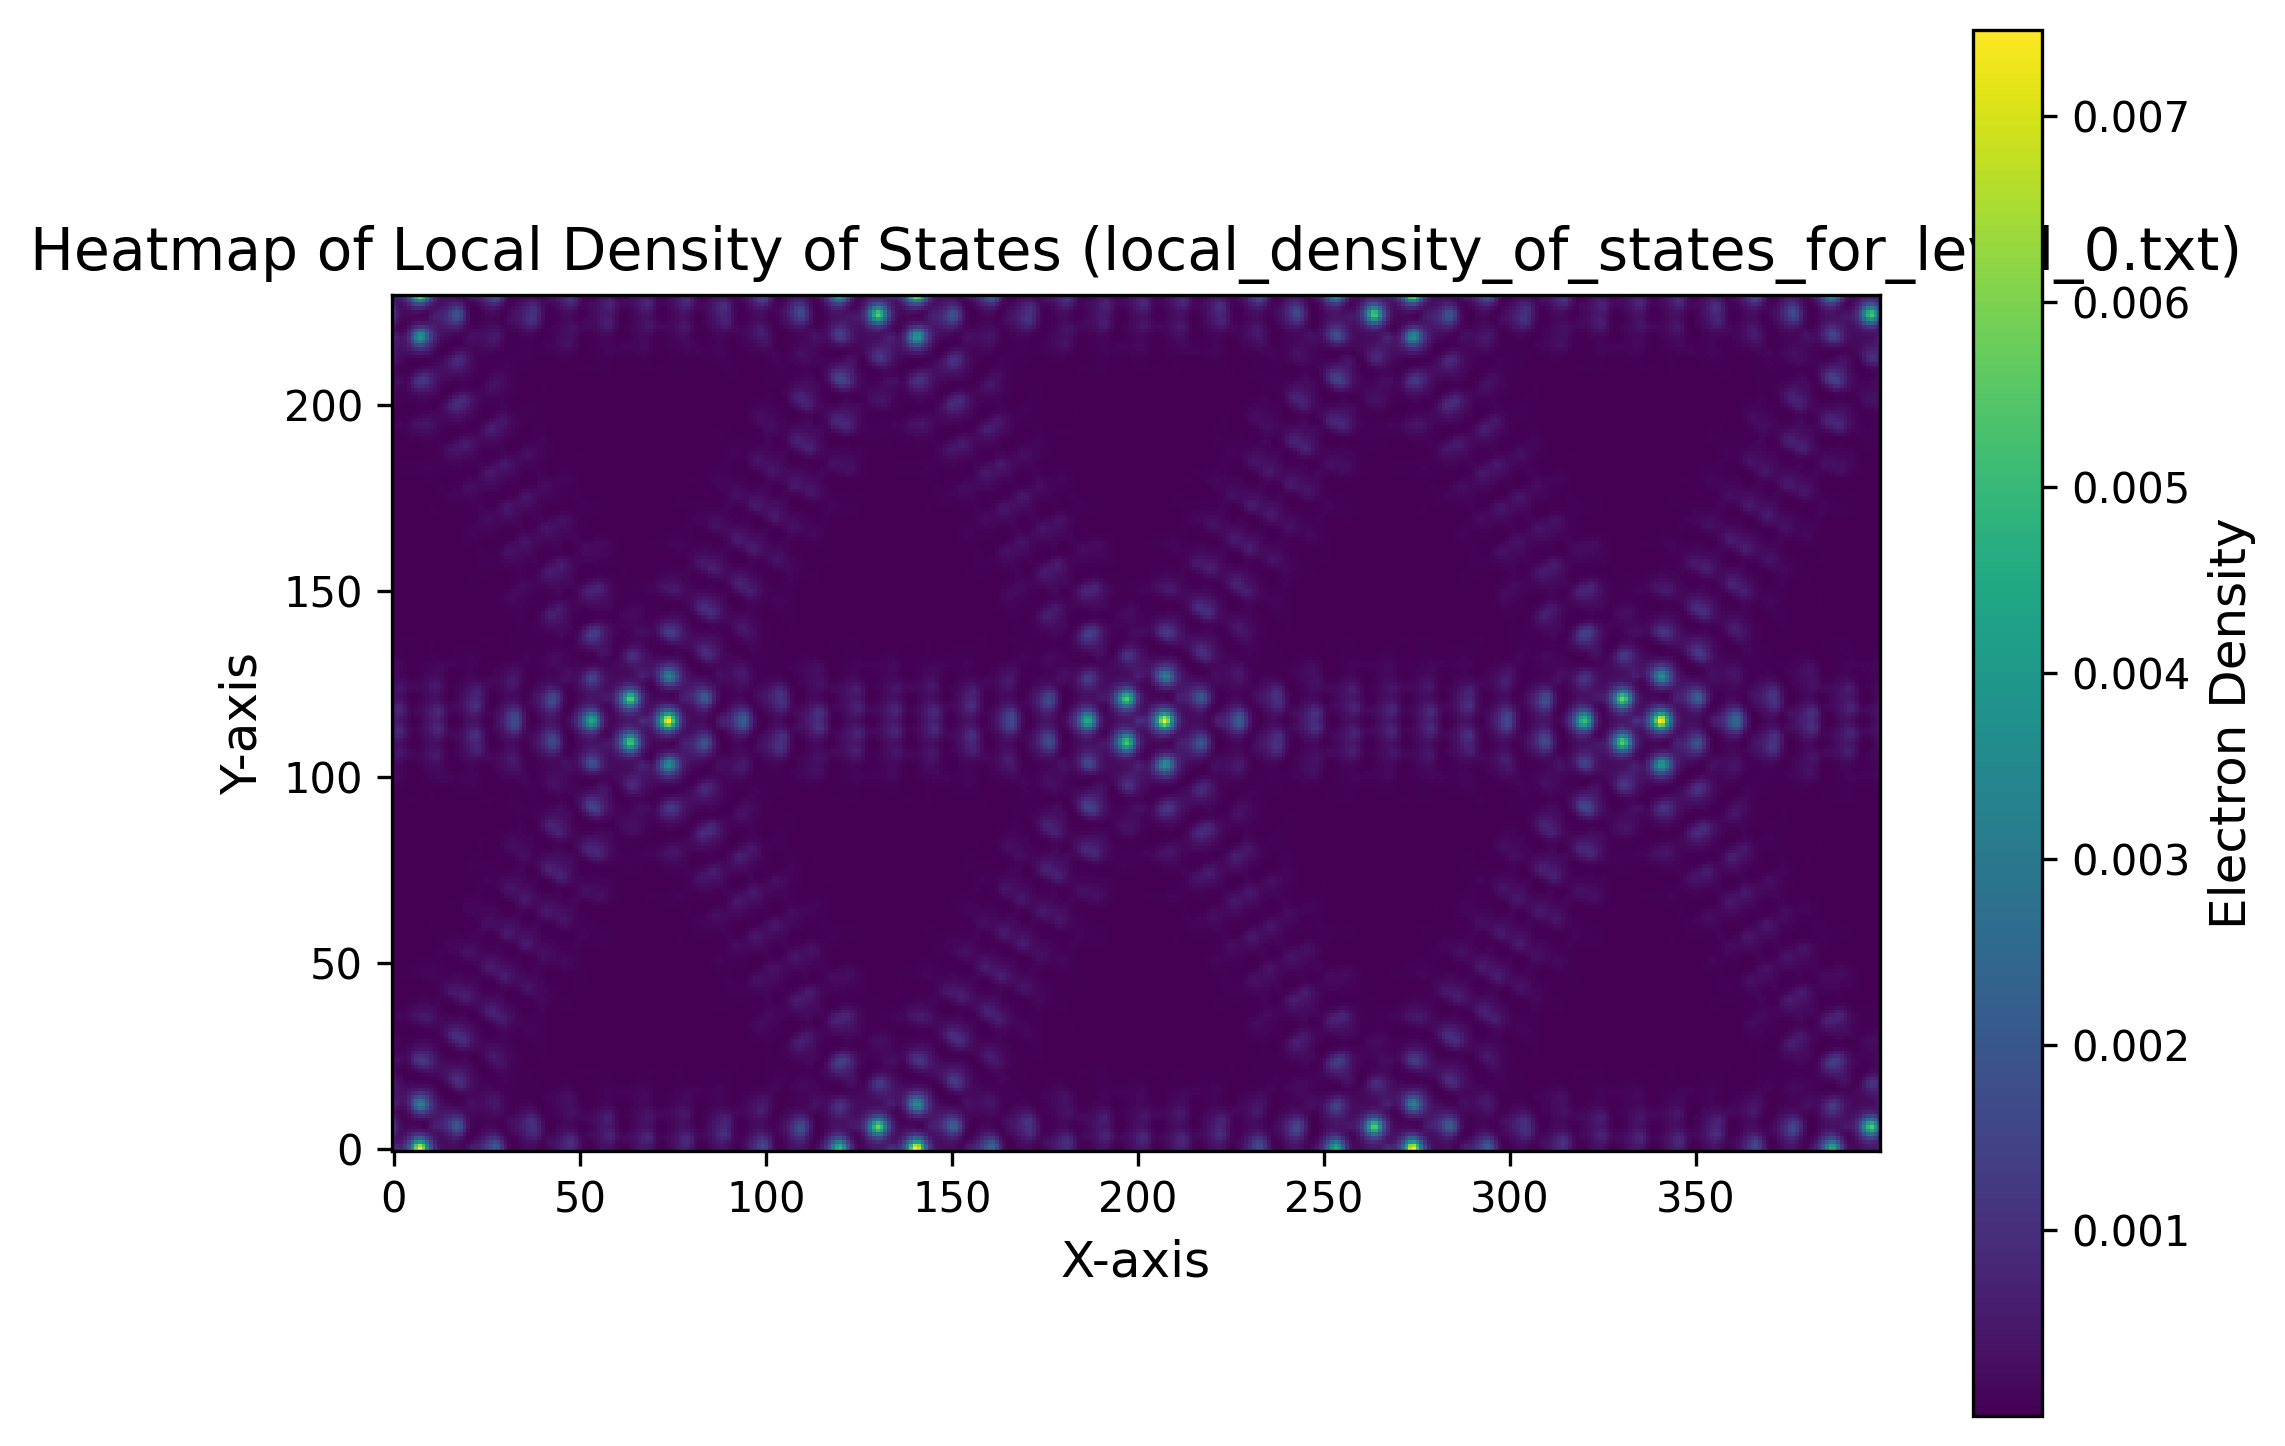 Heatmap of Local Density of States (local_density_of_states_for_le _0.txt)
0.007
0.006
0.005
0.004
0.003
0.002
0.001
Electron Density
Y-axis
200
150
100
50
0
0 50 100 150 200 250 300 350
X-axis